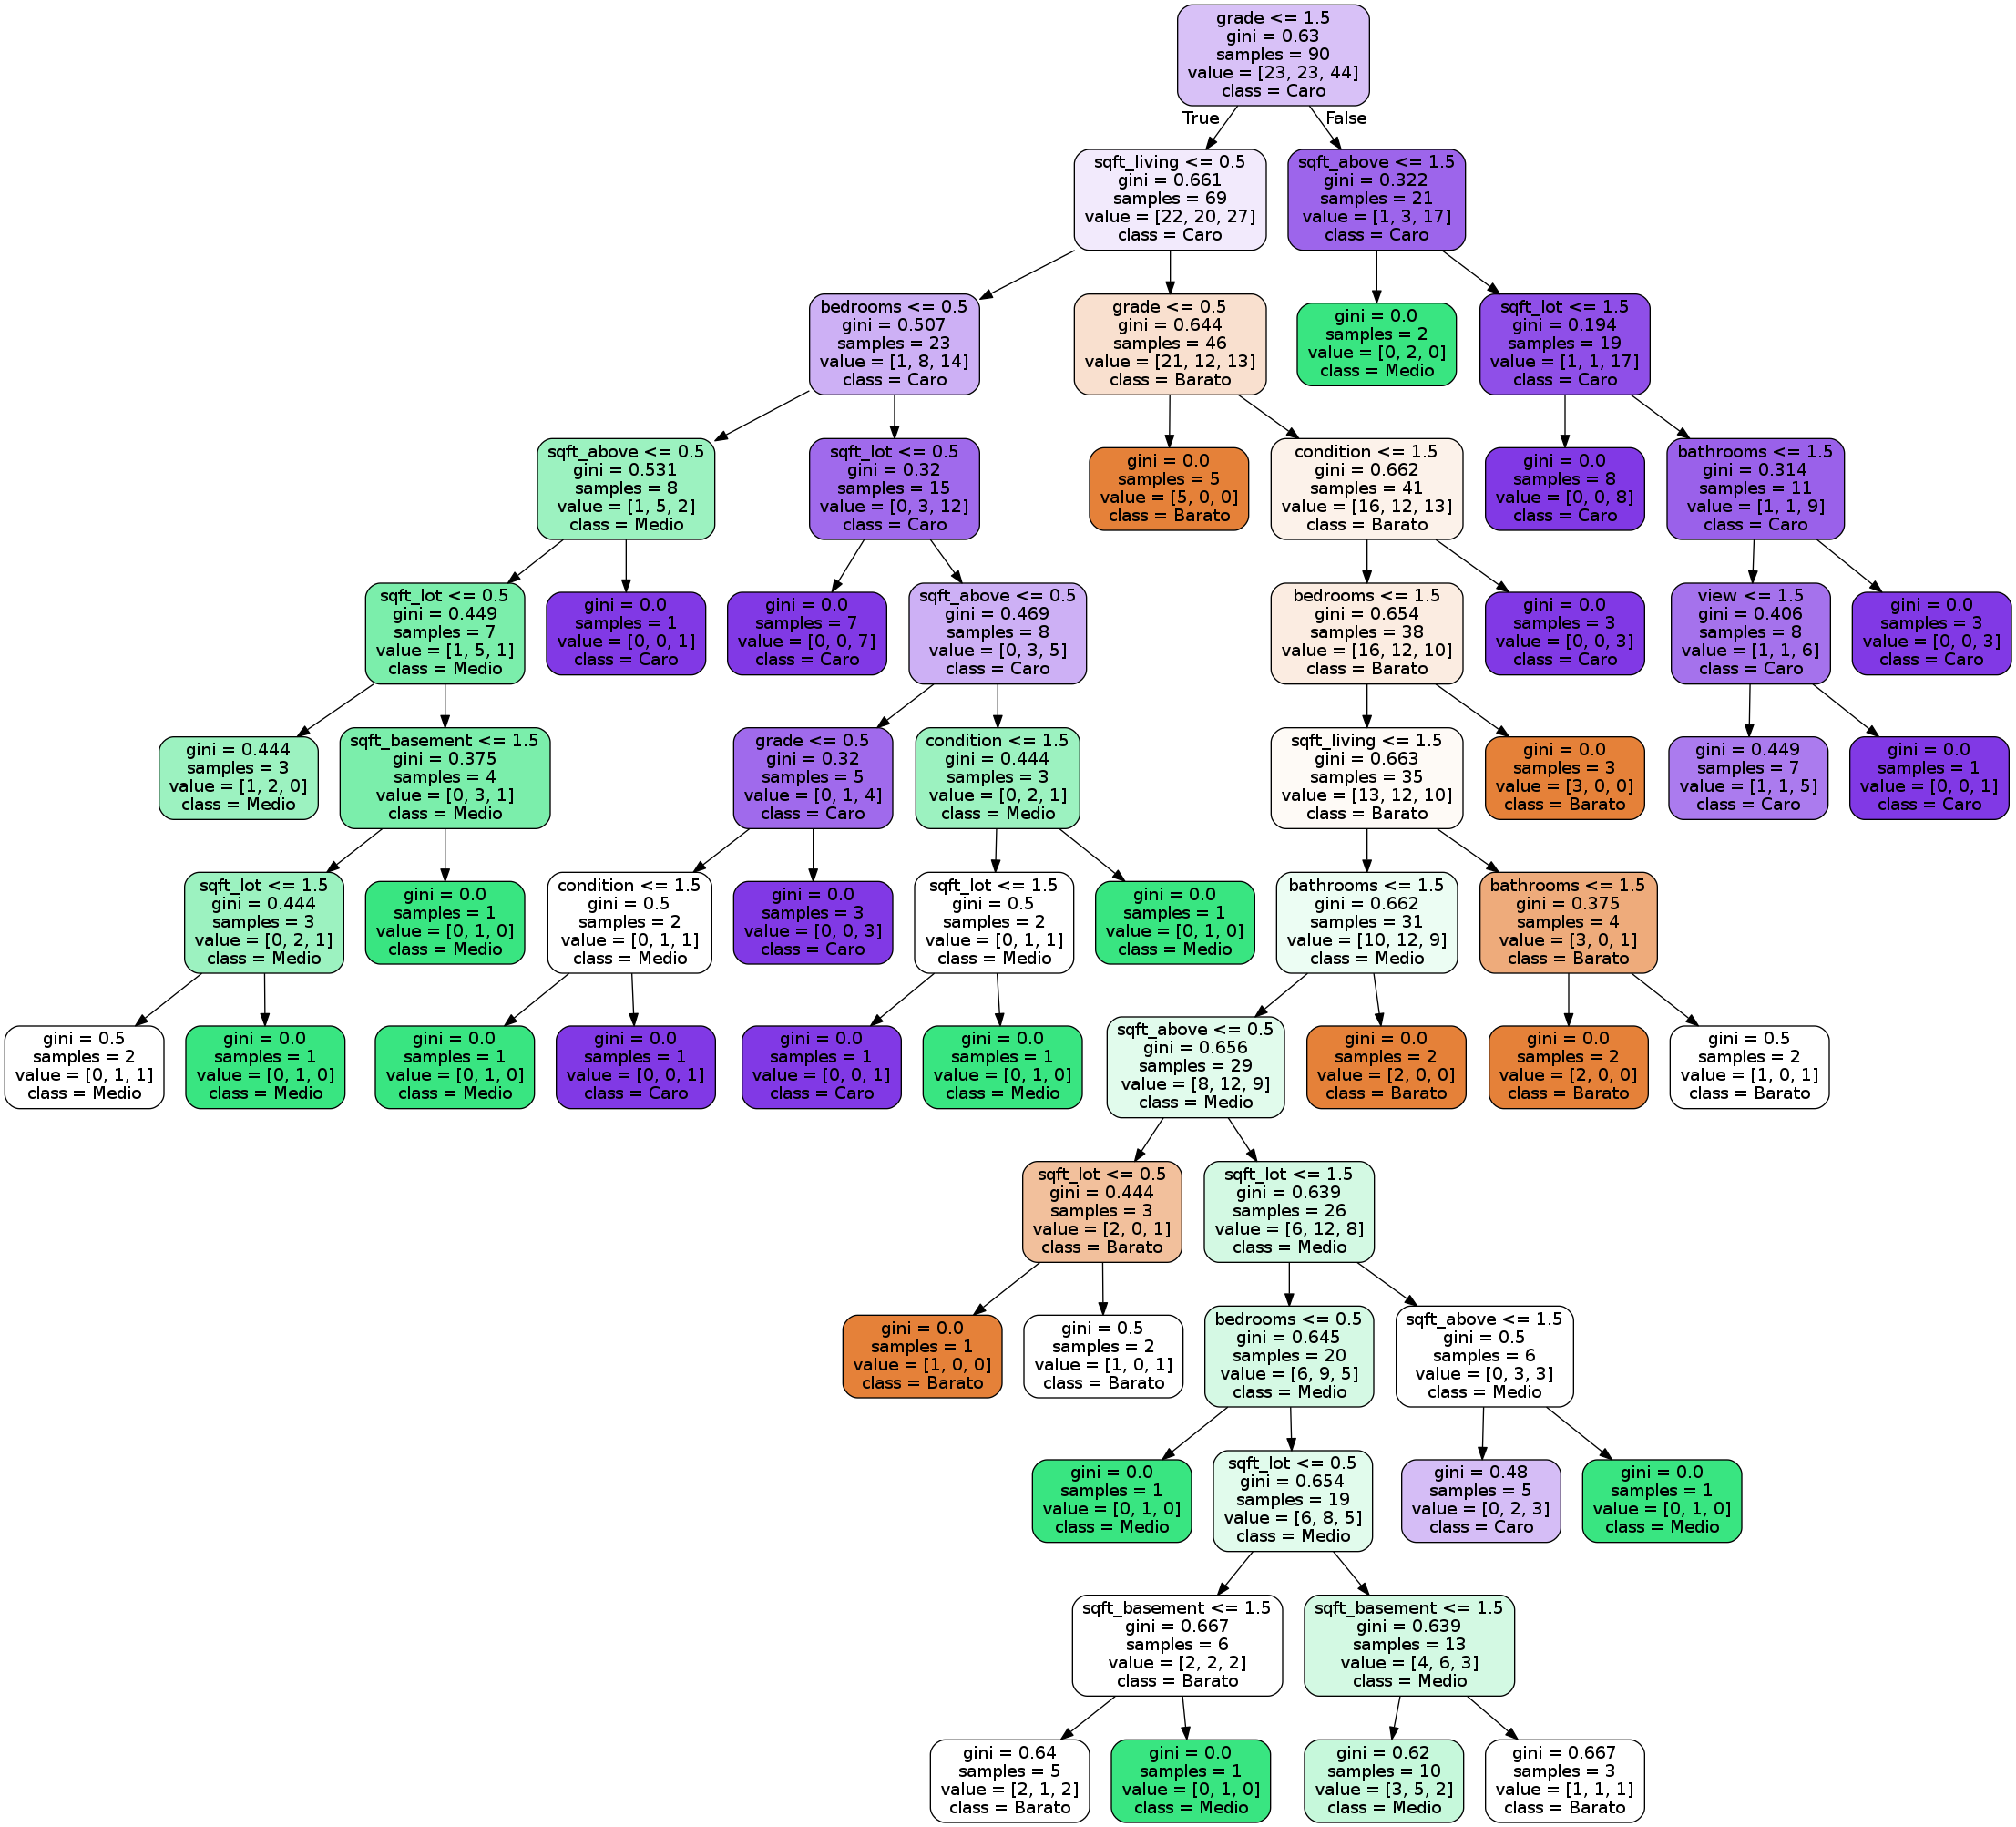 grade <= 1.5
gini = 0.63
samples = 90
value = [23, 23, 44]
class = Caro
True
False
sqft_living <= 0.5
gini = 0.661
samples = 69
value = [22, 20, 27]
class = Caro
sqft_above <= 1.5
gini = 0.322
samples = 21
value = [1, 3, 17]
class = Caro
bedrooms <= 0.5
gini = 0.507
samples = 23
value = [1, 8, 14]
class = Caro
grade <= 0.5
gini = 0.644
samples = 46
value = [21, 12, 13]
class = Barato
gini = 0.0
samples = 2
value = [0, 2, 0]
class = Medio
sqft_lot <= 1.5
gini = 0.194
samples = 19
value = [1, 1, 17]
class = Caro
sqft_above <= 0.5
gini = 0.531
samples = 8
value = [1, 5, 2]
class = Medio
sqft_lot <= 0.5
gini = 0.32
samples = 15
value = [0, 3, 12]
class = Caro
gini = 0.0
samples = 5
value = [5, 0, 0]
class = Barato
condition <= 1.5
gini = 0.662
samples = 41
value = [16, 12, 13]
class = Barato
gini = 0.0
samples = 8
value = [0, 0, 8]
class = Caro
bathrooms <= 1.5
gini = 0.314
samples = 11
value = [1, 1, 9]
class = Caro
sqft_lot <= 0.5
gini = 0.449
samples = 7
value = [1, 5, 1]
class = Medio
gini = 0.0
samples = 1
value = [0, 0, 1]
class = Caro
gini = 0.0
samples = 7
value = [0, 0, 7]
class = Caro
sqft_above <= 0.5
gini = 0.469
samples = 8
value = [0, 3, 5]
class = Caro
bedrooms <= 1.5
gini = 0.654
samples = 38
value = [16, 12, 10]
class = Barato
gini = 0.0
samples = 3
value = [0, 0, 3]
class = Caro
view <= 1.5
gini = 0.406
samples = 8
value = [1, 1, 6]
class = Caro
gini = 0.0
samples = 3
value = [0, 0, 3]
class = Caro
gini = 0.444
samples = 3
value = [1, 2, 0]
class = Medio
sqft_basement <= 1.5
gini = 0.375
samples = 4
value = [0, 3, 1]
class = Medio
grade <= 0.5
gini = 0.32
samples = 5
value = [0, 1, 4]
class = Caro
condition <= 1.5
gini = 0.444
samples = 3
value = [0, 2, 1]
class = Medio
sqft_living <= 1.5
gini = 0.663
samples = 35
value = [13, 12, 10]
class = Barato
gini = 0.0
samples = 3
value = [3, 0, 0]
class = Barato
gini = 0.449
samples = 7
value = [1, 1, 5]
class = Caro
gini = 0.0
samples = 1
value = [0, 0, 1]
class = Caro
sqft_lot <= 1.5
gini = 0.444
samples = 3
value = [0, 2, 1]
class = Medio
gini = 0.0
samples = 1
value = [0, 1, 0]
class = Medio
condition <= 1.5
gini = 0.5
samples = 2
value = [0, 1, 1]
class = Medio
gini = 0.0
samples = 3
value = [0, 0, 3]
class = Caro
sqft_lot <= 1.5
gini = 0.5
samples = 2
value = [0, 1, 1]
class = Medio
gini = 0.0
samples = 1
value = [0, 1, 0]
class = Medio
bathrooms <= 1.5
gini = 0.662
samples = 31
value = [10, 12, 9]
class = Medio
bathrooms <= 1.5
gini = 0.375
samples = 4
value = [3, 0, 1]
class = Barato
gini = 0.5
samples = 2
value = [0, 1, 1]
class = Medio
gini = 0.0
samples = 1
value = [0, 1, 0]
class = Medio
gini = 0.0
samples = 1
value = [0, 1, 0]
class = Medio
gini = 0.0
samples = 1
value = [0, 0, 1]
class = Caro
gini = 0.0
samples = 1
value = [0, 0, 1]
class = Caro
gini = 0.0
samples = 1
value = [0, 1, 0]
class = Medio
sqft_above <= 0.5
gini = 0.656
samples = 29
value = [8, 12, 9]
class = Medio
gini = 0.0
samples = 2
value = [2, 0, 0]
class = Barato
gini = 0.0
samples = 2
value = [2, 0, 0]
class = Barato
gini = 0.5
samples = 2
value = [1, 0, 1]
class = Barato
sqft_lot <= 0.5
gini = 0.444
samples = 3
value = [2, 0, 1]
class = Barato
sqft_lot <= 1.5
gini = 0.639
samples = 26
value = [6, 12, 8]
class = Medio
gini = 0.0
samples = 1
value = [1, 0, 0]
class = Barato
gini = 0.5
samples = 2
value = [1, 0, 1]
class = Barato
bedrooms <= 0.5
gini = 0.645
samples = 20
value = [6, 9, 5]
class = Medio
sqft_above <= 1.5
gini = 0.5
samples = 6
value = [0, 3, 3]
class = Medio
gini = 0.0
samples = 1
value = [0, 1, 0]
class = Medio
sqft_lot <= 0.5
gini = 0.654
samples = 19
value = [6, 8, 5]
class = Medio
gini = 0.48
samples = 5
value = [0, 2, 3]
class = Caro
gini = 0.0
samples = 1
value = [0, 1, 0]
class = Medio
sqft_basement <= 1.5
gini = 0.667
samples = 6
value = [2, 2, 2]
class = Barato
sqft_basement <= 1.5
gini = 0.639
samples = 13
value = [4, 6, 3]
class = Medio
gini = 0.64
samples = 5
value = [2, 1, 2]
class = Barato
gini = 0.0
samples = 1
value = [0, 1, 0]
class = Medio
gini = 0.62
samples = 10
value = [3, 5, 2]
class = Medio
gini = 0.667
samples = 3
value = [1, 1, 1]
class = Barato